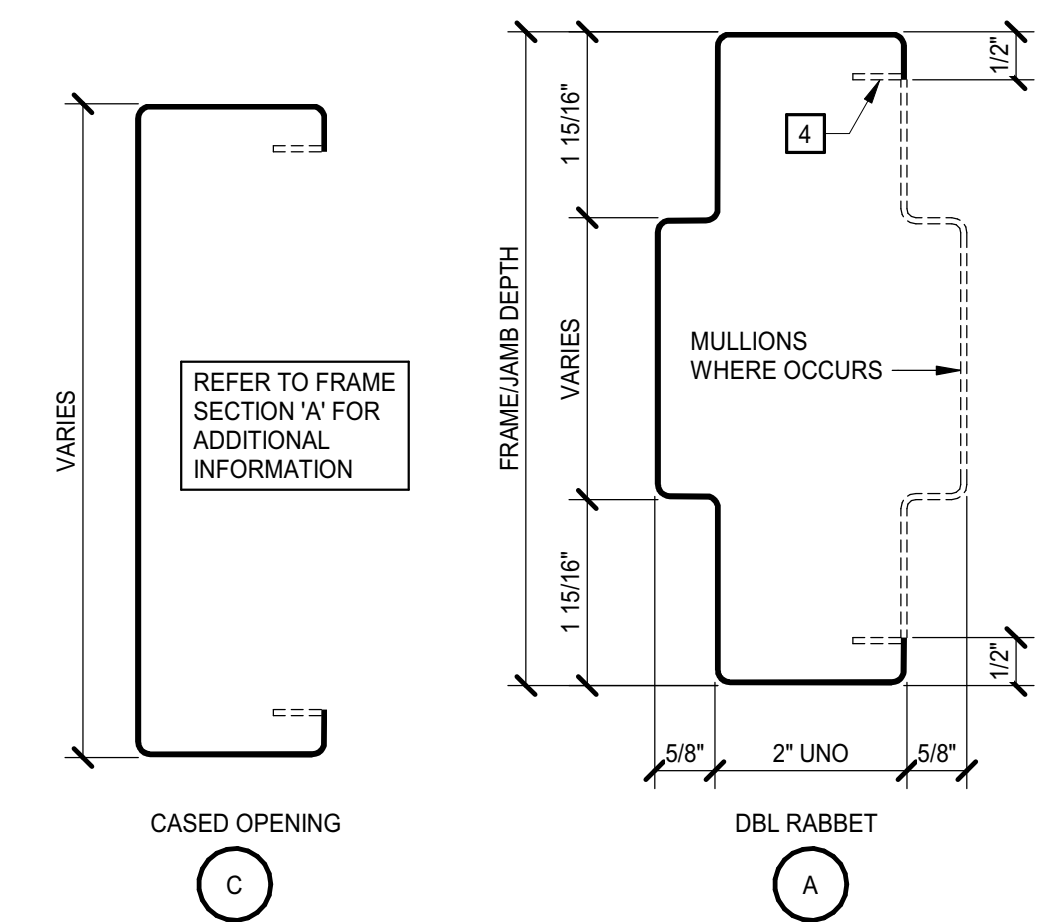 VARIES
REFER TO FRAME
SECTION 'A' FOR
ADDITIONAL
INFORMATION
CASED OPENING
C
FRAME/JAMB DEPTH
1 15/16"
VARIES
1 15/16"
1/2"
4
MULLIONS
WHERE OCCURS
1/2"
5/8"
2" UNO
5/8"
DBL RABBET
A